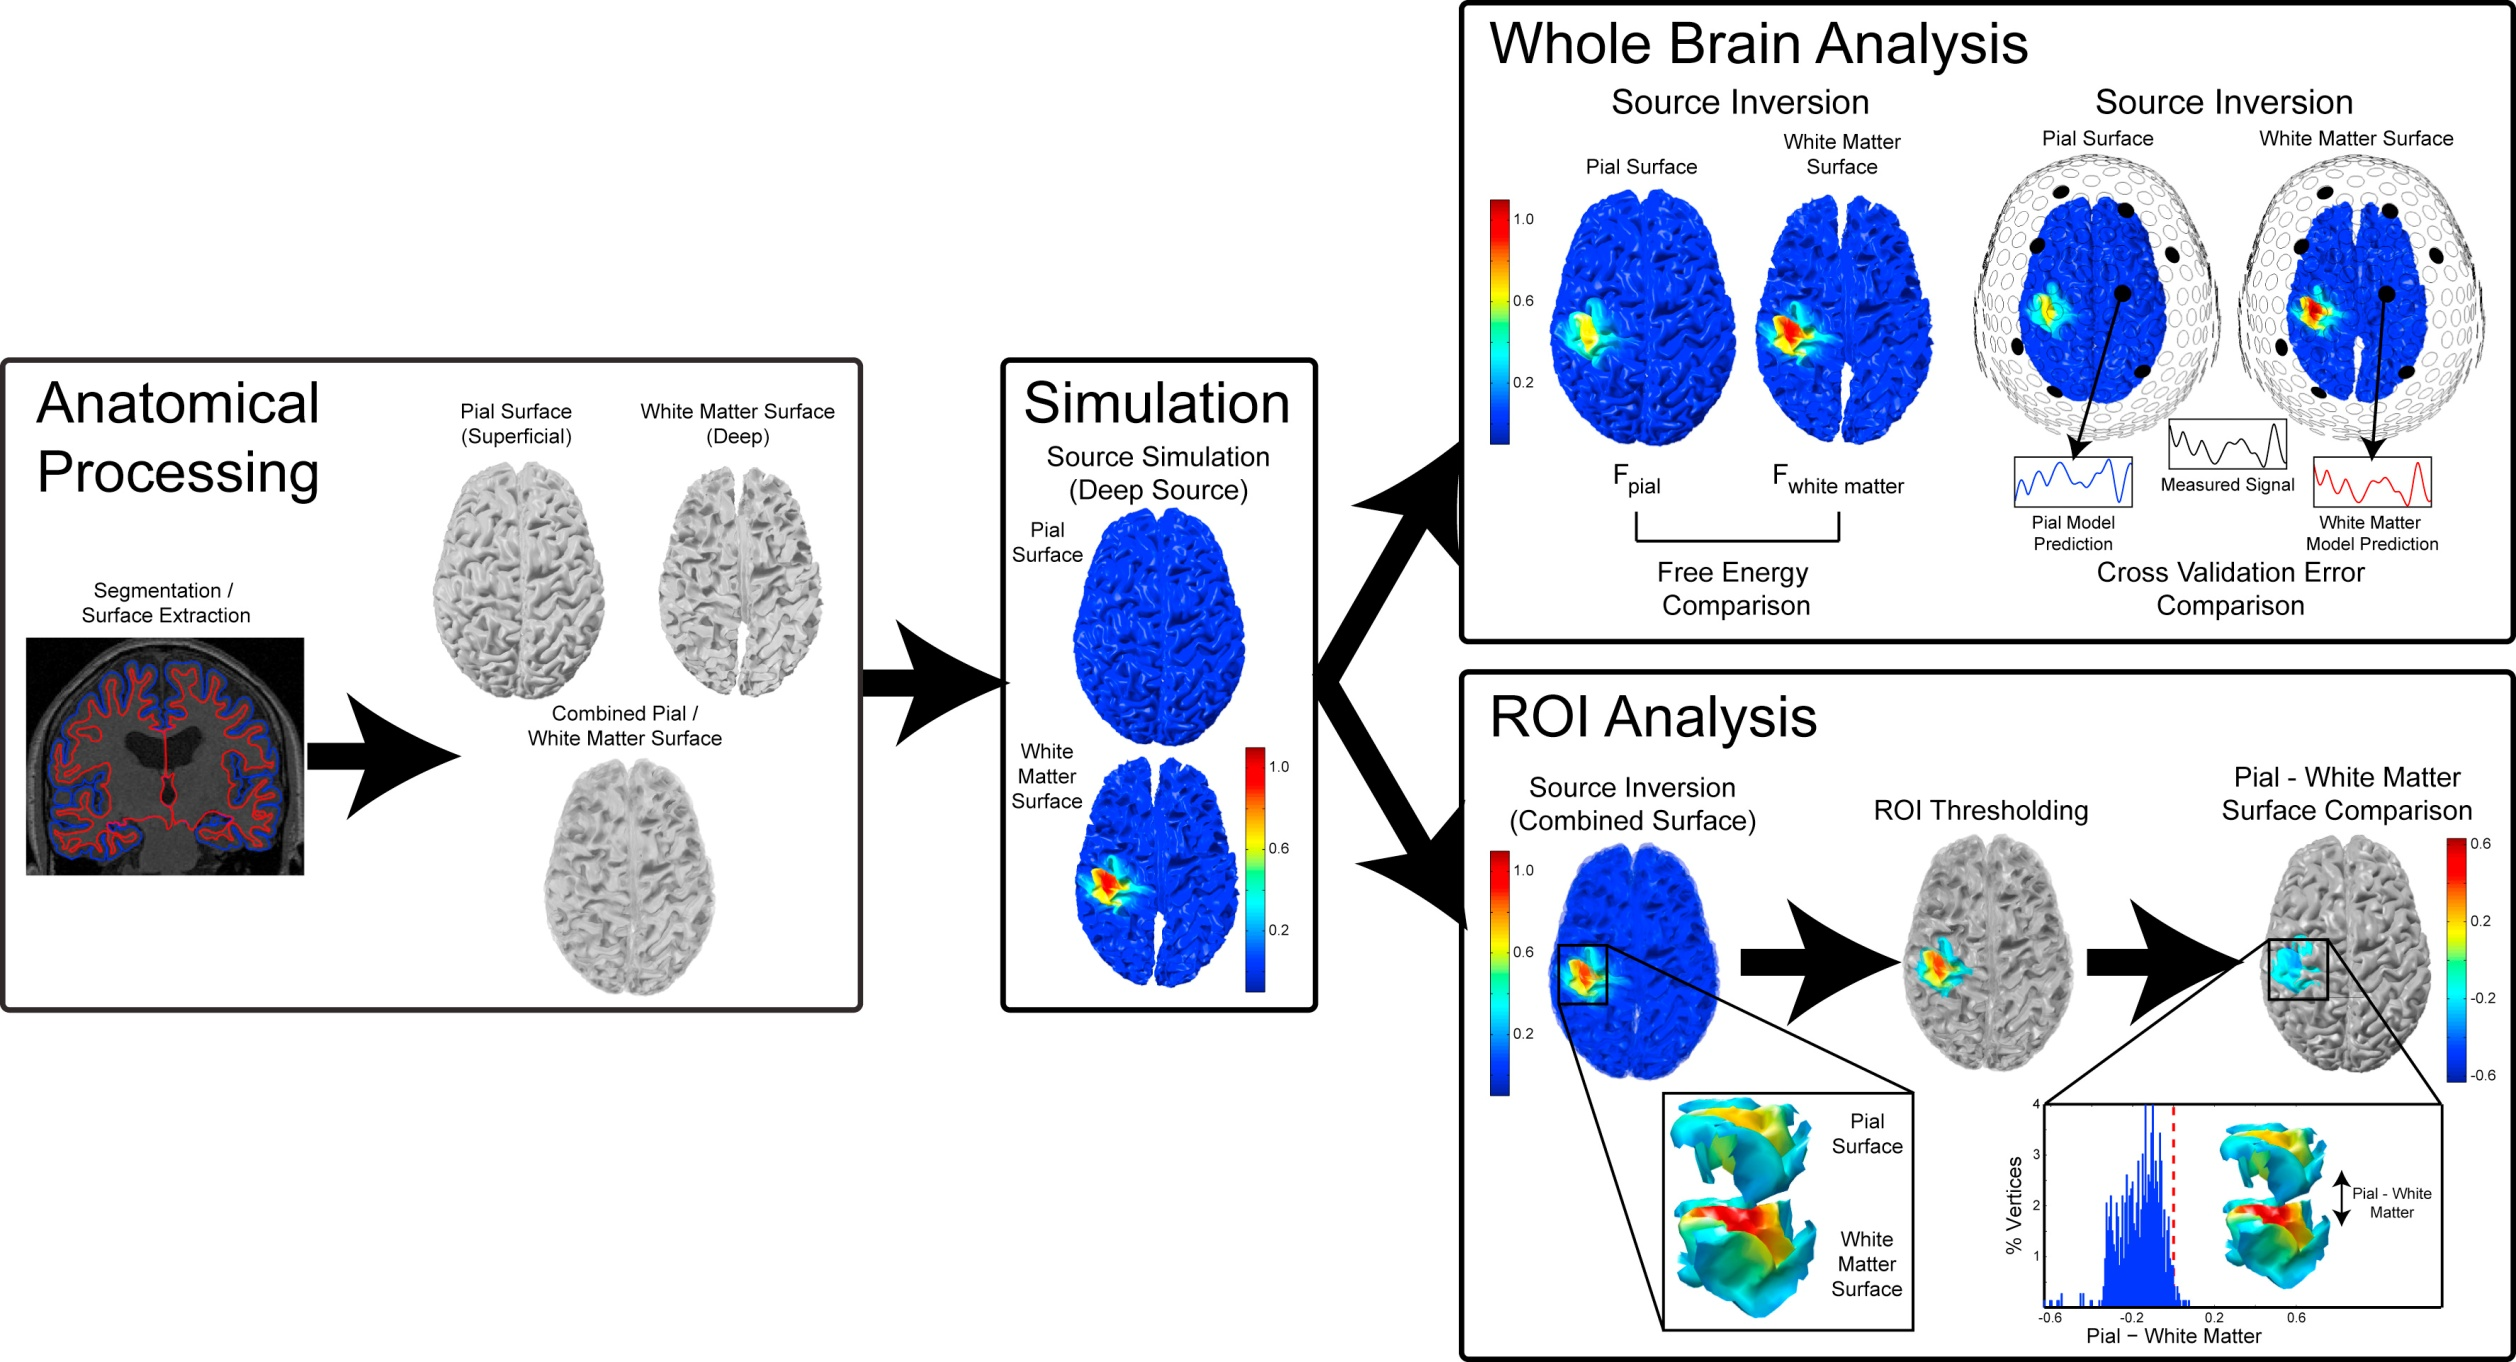 Anatomical
Processing
Segmentation /
Surface Extraction
Pial Surface
(Superficial)
White Matter Surface
(Deep)
Combined Pial /
White Matter Surface
Simulation
Source Simulation
(Deep Source)
Pial
Surface
White
Matter
Surface
1.0
0.6
0.2
Whole Brain Analysis
Source Inversion
Pial Surface
White Matter
Surface
1.0
0.6
0.2
Fpial
Fwhite matter
Free Energy
Comparison
Source Inversion
Pial Surface
White Matter Surface
Measured Signal
Pial Model
Prediction
White Matter
Model Prediction
Cross Validation Error
Comparison
ROI Analysis
Source Inversion
(Combined Surface)
1.0
0.6
0.2
Pial
Surface
White
Matter
Surface
ROI Thresholding
Pial - White Matter
Surface Comparison
0.6
0.2
-0.2
-0.6
4
3
2
1
% Vertices
Pial - White
Matter
-0.6 -0.2 0.2 0.6
Pial − White Matter